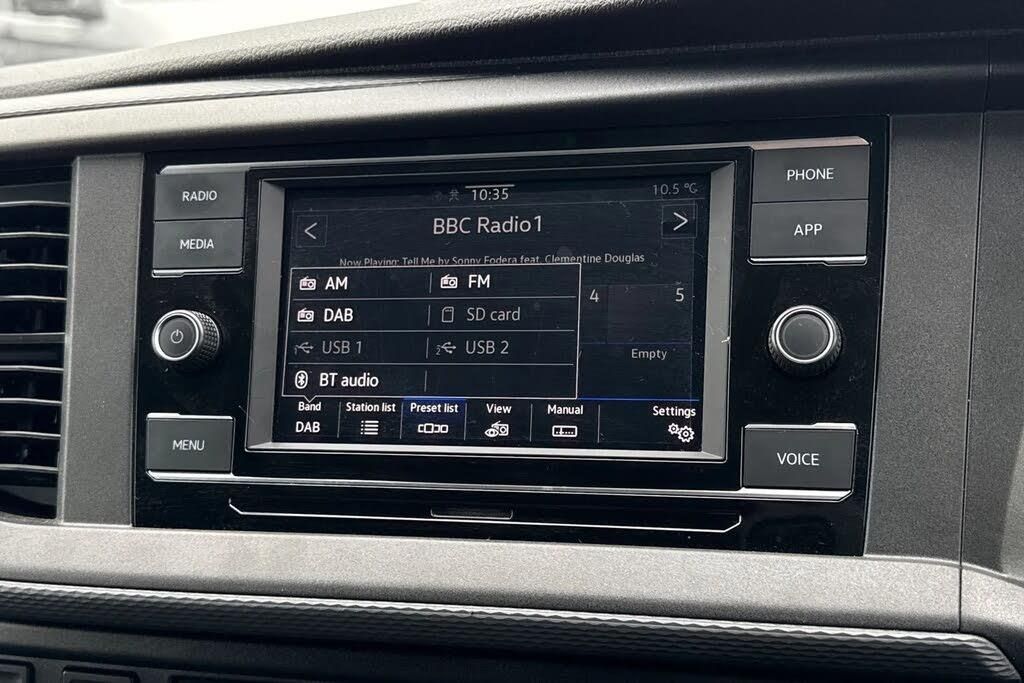 RADIO
MEDIA
MENU
10:35
10.5 °C
<
BBC Radio1
>
Now Playing: Tell Me by Sonny Fodera feat. Clementine Douglas
AM
FM
DAB
SD card
1 USB 1
2 USB 2
BT audio
4
5
Empty
Band
Station list
Preset list
View
Manual
Settings
DAB
PHONE
APP
VOICE